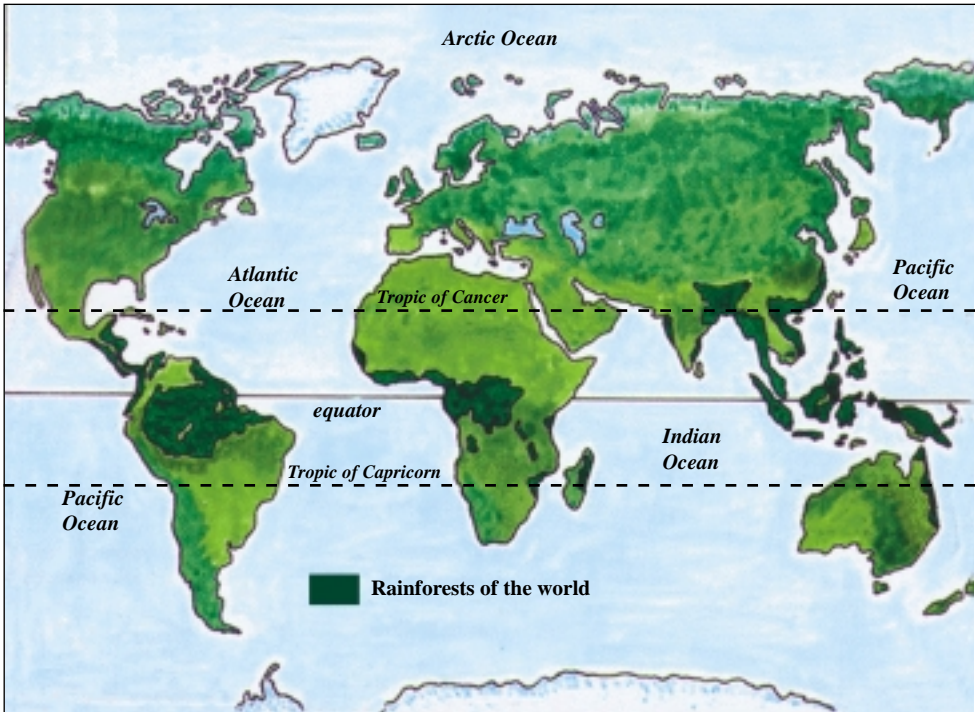 Arctic Ocean
Atlantic
Ocean
Tropic of Cancer
Pacific
Ocean
equator
Indian
Ocean
Tropic of Capricorn
Pacific
Ocean
Rainforests of the world